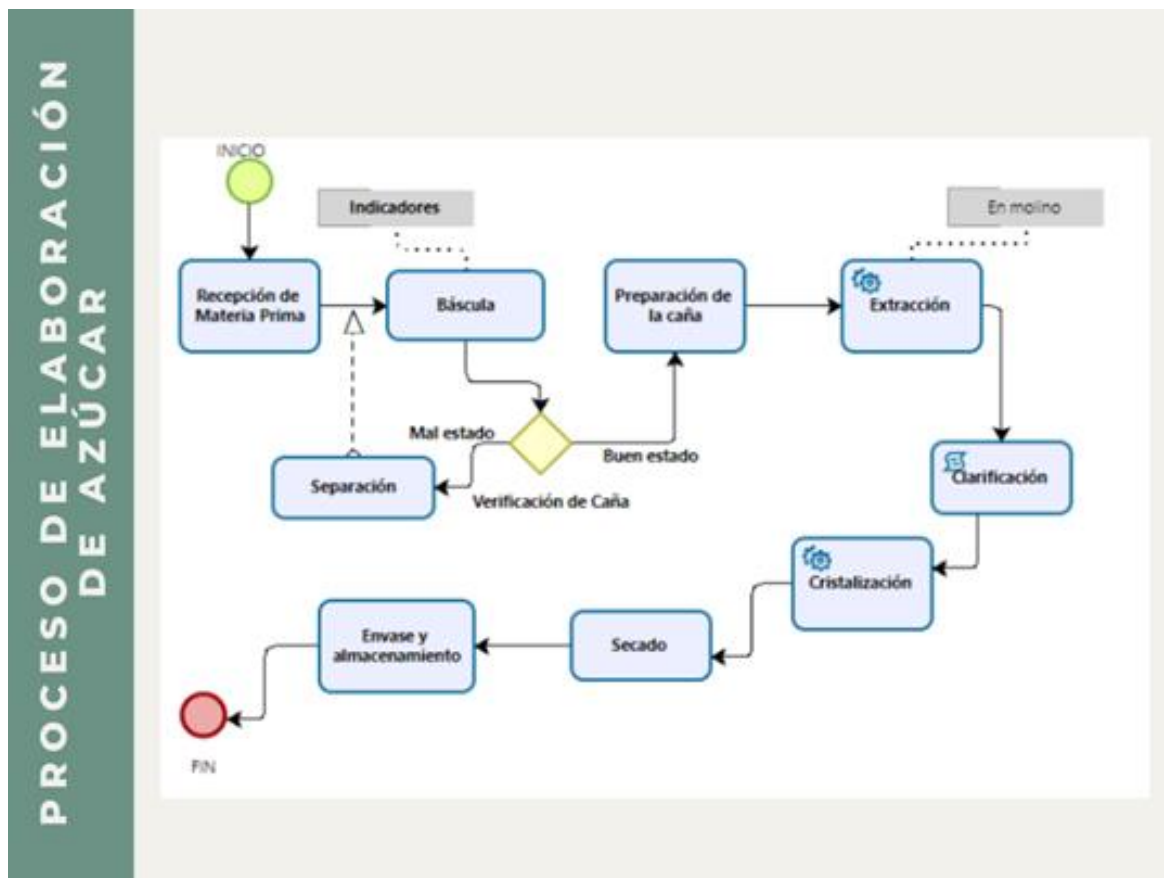 PROCESO DE ELABORACIÓN
DE AZÚCAR
INICIO
Indicadores
En molino
Recepción de
Materia Prima
Báscula
Preparación de
la caña
Extracción
Mal estado
Buen estado
Separación
Verificación de Caña
Clarificación
Cristalización
Secado
Envase y
almacenamiento
FIN